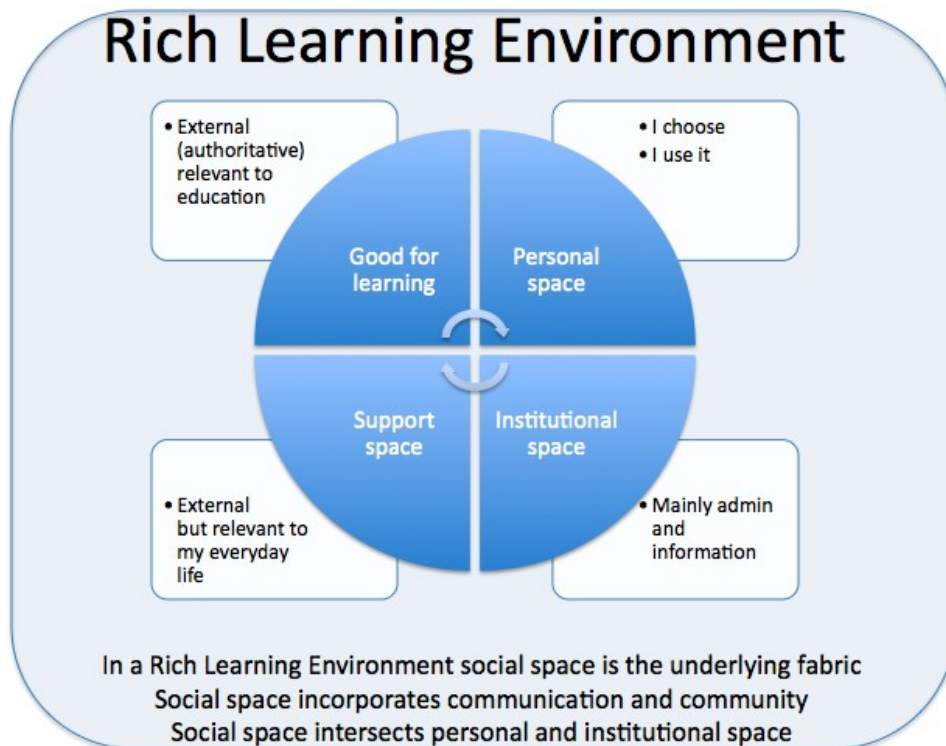 Rich Learning Environment
• External
(authoritative)
relevant to
education
• I choose
• I use it
Good for
learning
Personal
space
Support
space
Institutional
space
• External
but relevant to
my everyday
life
• Mainly admin
and
information
In a Rich Learning Environment social space is the underlying fabric
Social space incorporates communication and community
Social space intersects personal and institutional space